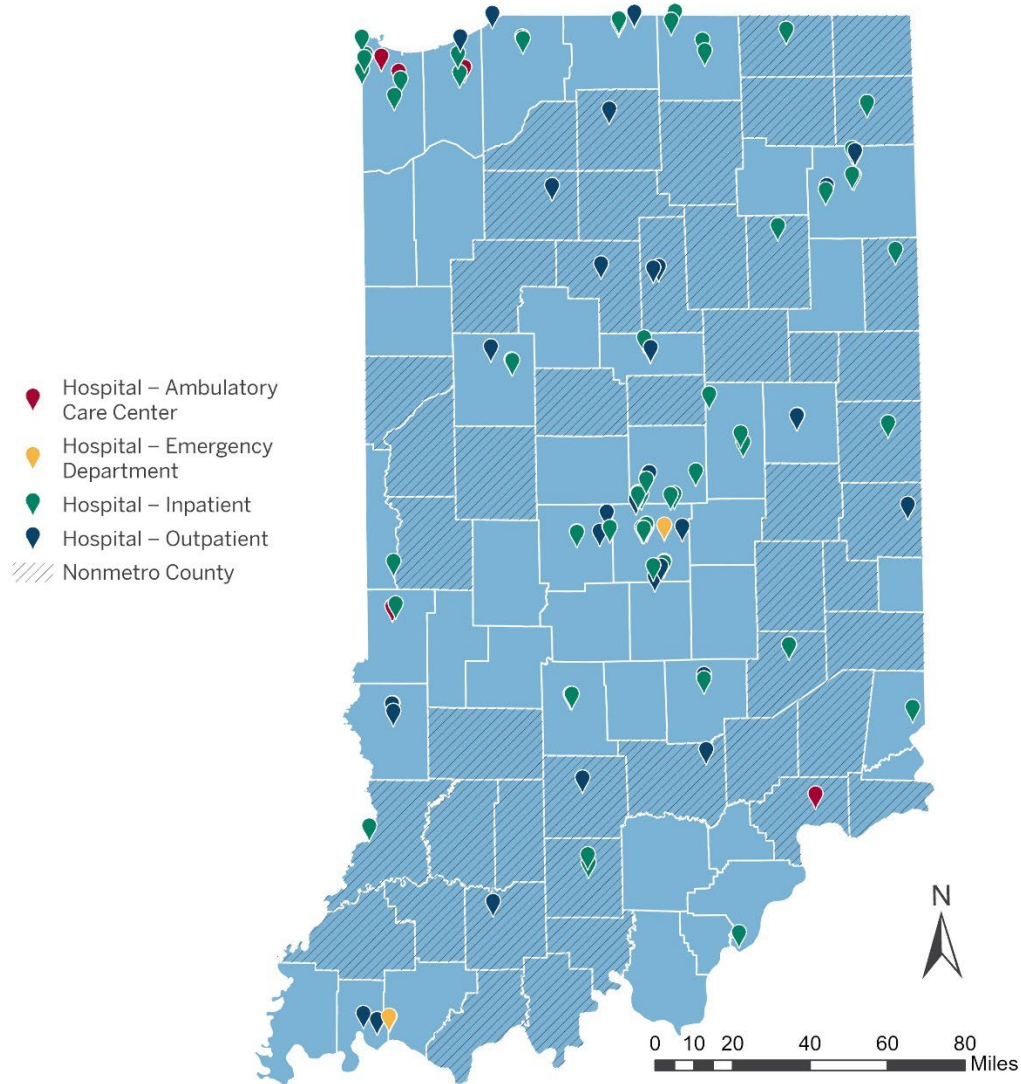 Hospital – Ambulatory
Care Center
Hospital – Emergency
Department
Hospital – Inpatient
Hospital – Outpatient
Nonmetro County
N
0 10 20 40 60 80
Miles